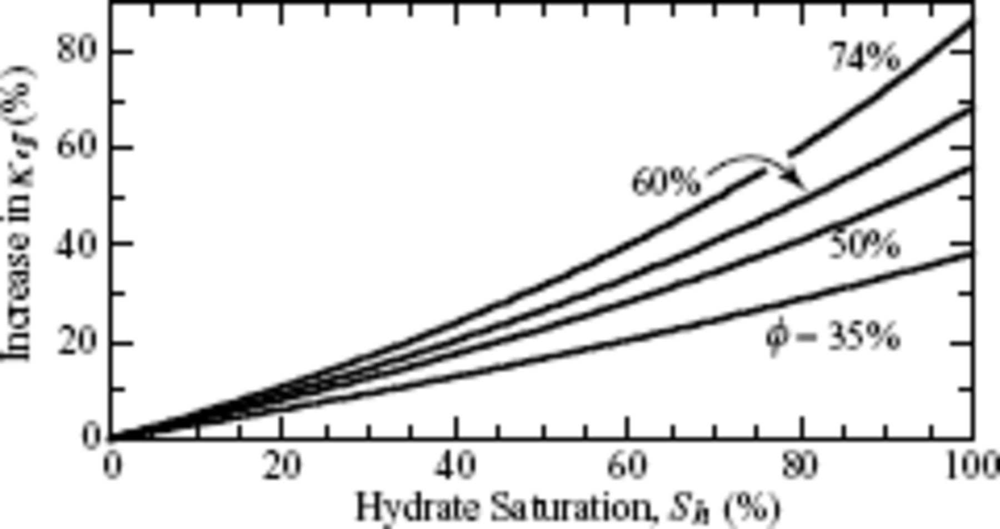 Increase in κef (%)
80
60
40
20
0
74%
60%
50%
ϕ – 35%
0 20 40 60 80 100
Hydrate Saturation, Sh (%)